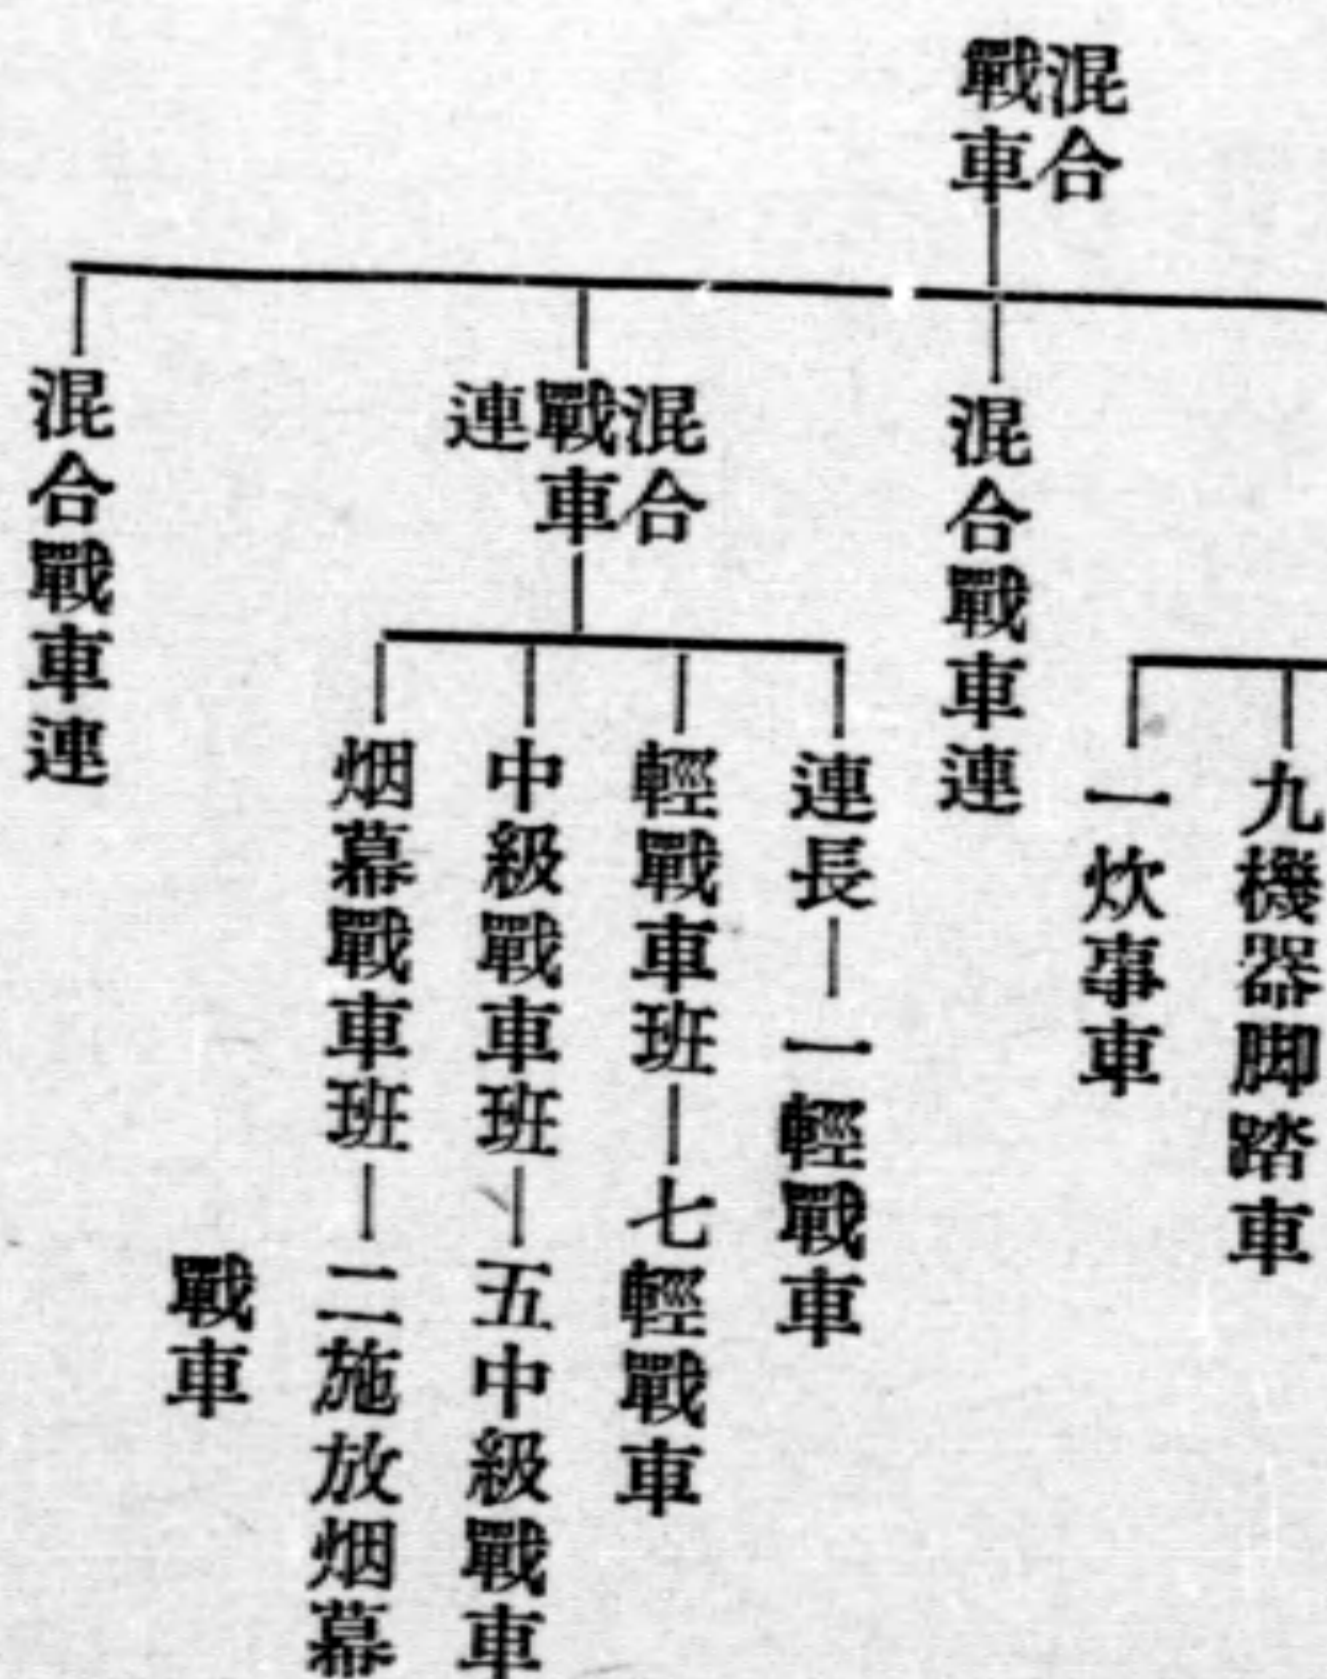 混合
戰車
九機器脚踏車
一炊事車
混合戰車連
混合
戰車
連
連長—一輕戰車
輕戰車班—七輕戰車
中級戰車班—五中級戰車
烟幕戰車班—二施放烟幕
戰車
混合戰車連